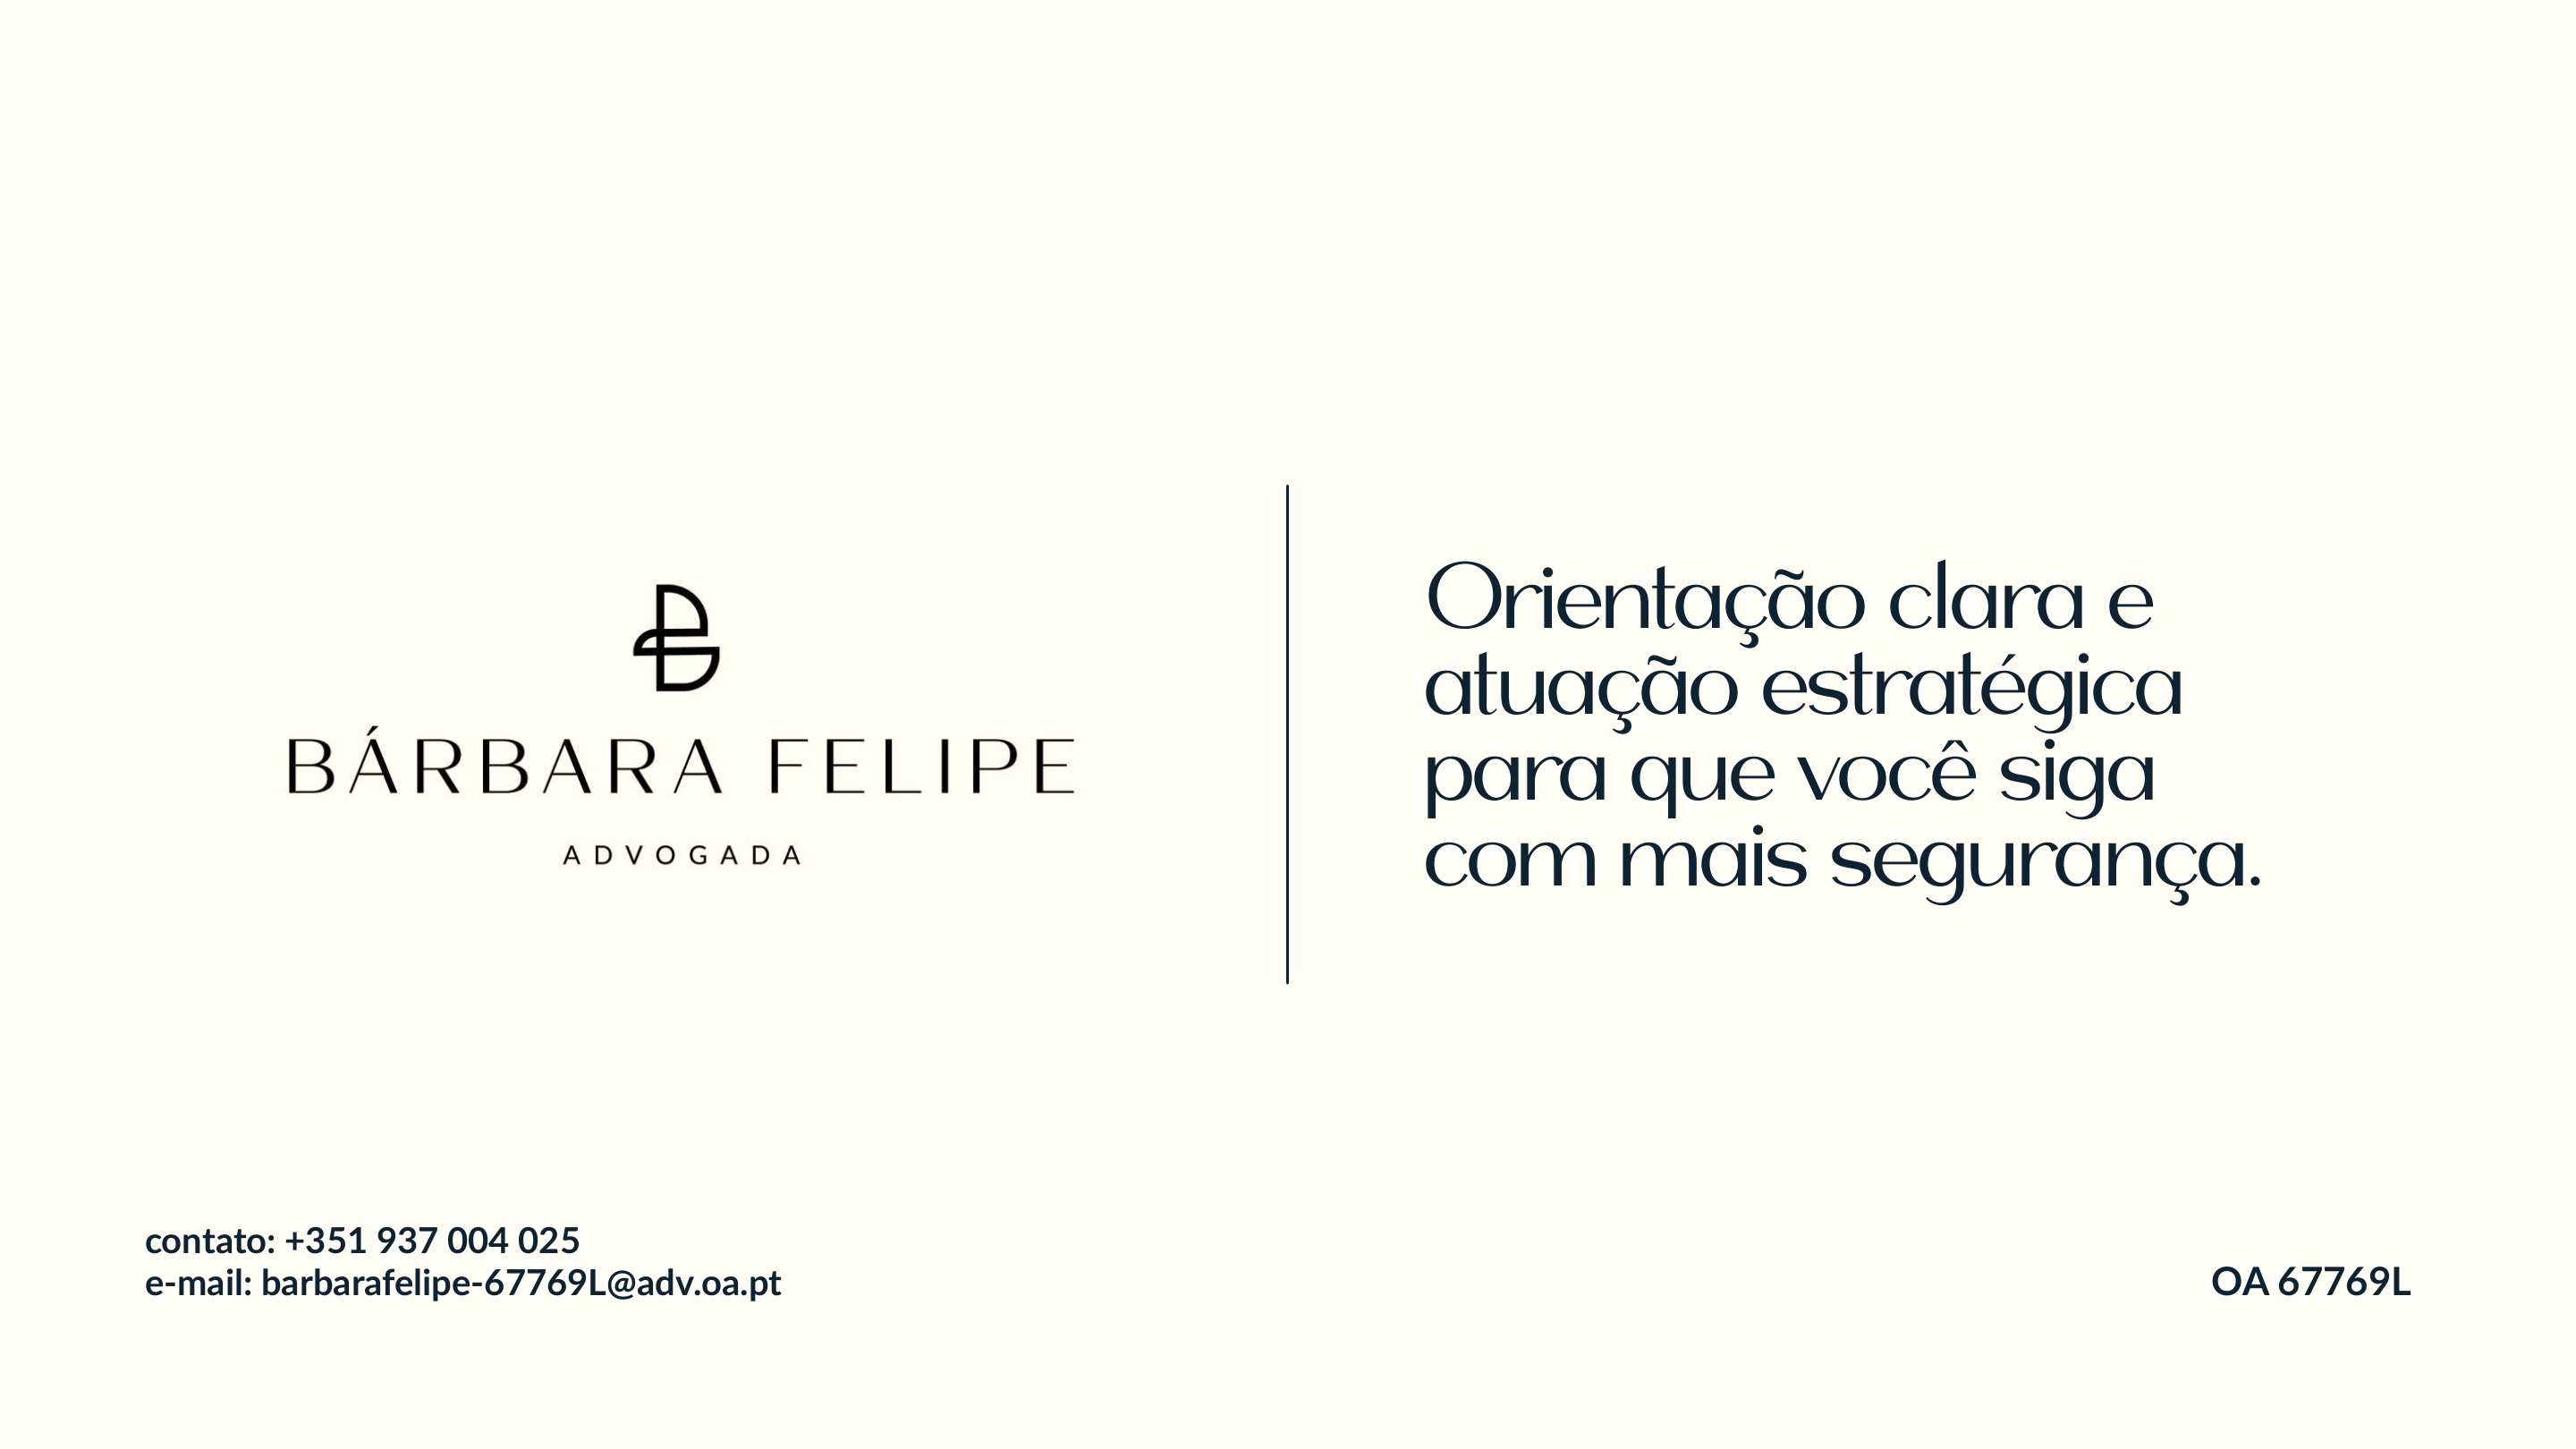 BÁRBARA FELIPE
ADVOGADA
Orientação clara e
atuação estratégica
para que você siga
com mais segurança.
contato: +351 937 004 025
e-mail: barbarafelipe-67769L@adv.oa.pt
OA 67769L